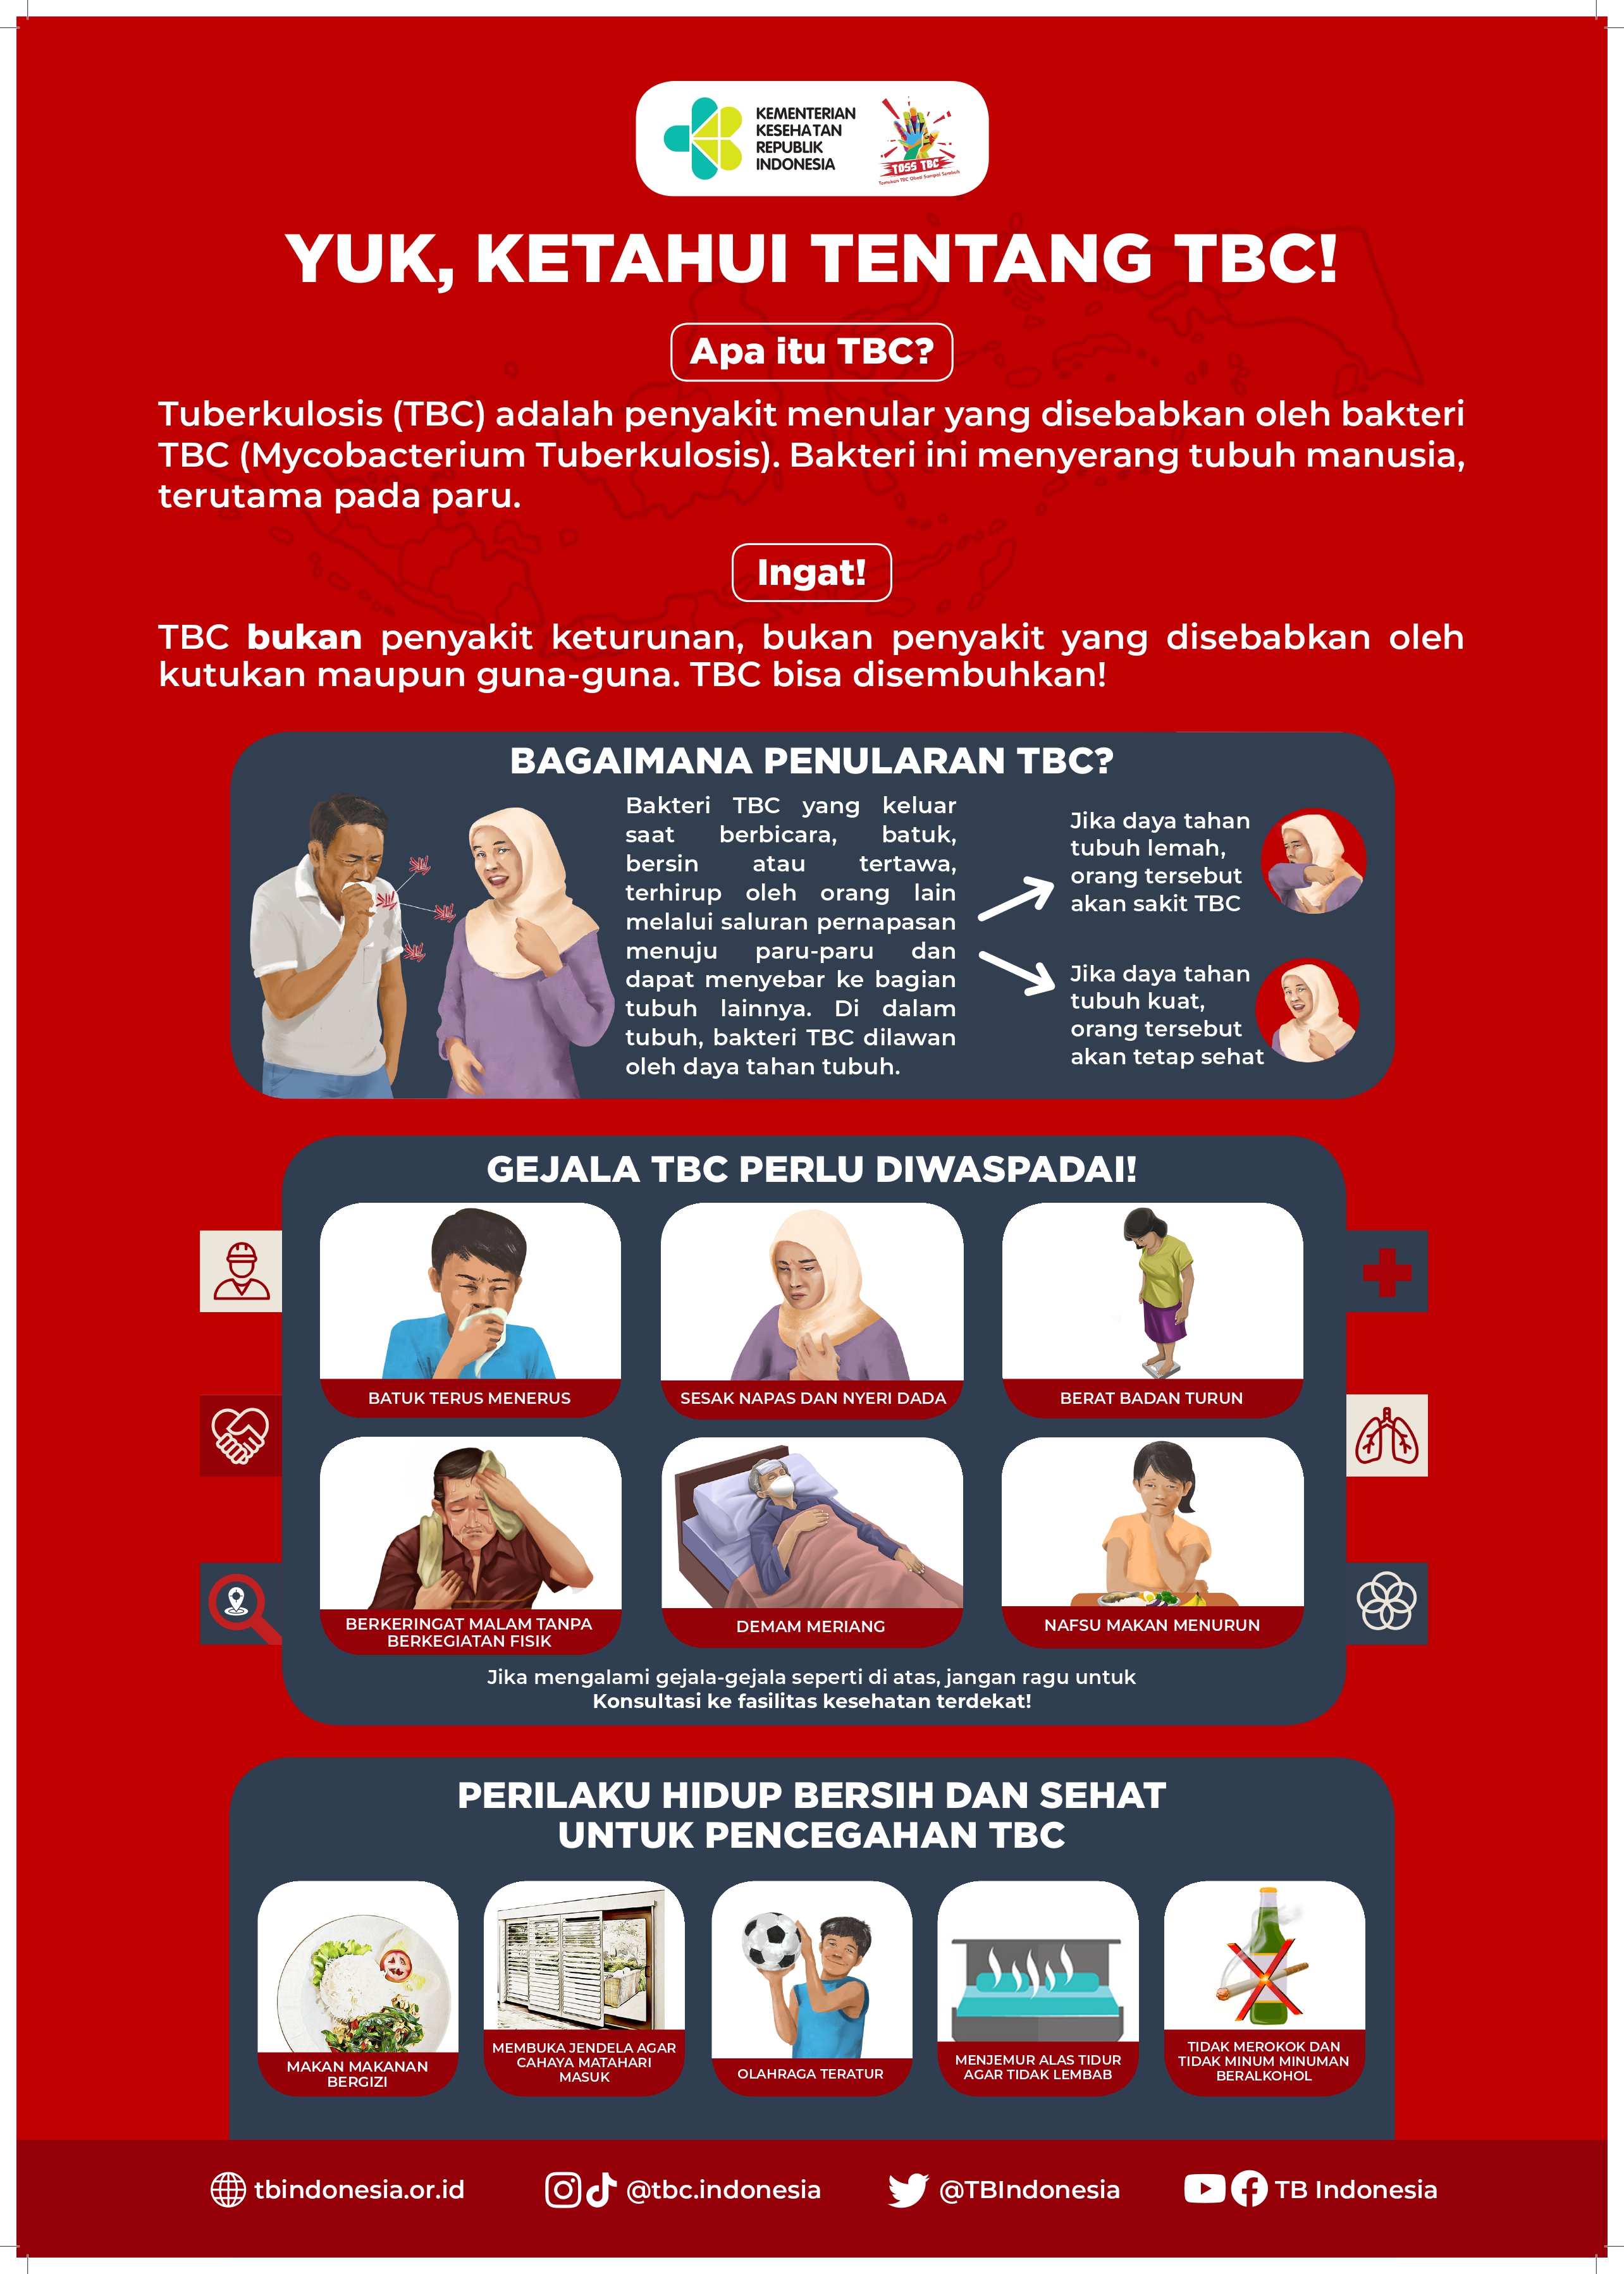 KEMENTERIAN
KESEHATAN
REPUBLIK
INDONESIA
TOSS TBC
Temukan TBC Obati Sampai Sembuh
YUK, KETAHUI TENTANG TBC!
Apa itu TBC?
Tuberkulosis (TBC) adalah penyakit menular yang disebabkan oleh bakteri
TBC (Mycobacterium Tuberkulosis). Bakteri ini menyerang tubuh manusia,
terutama pada paru.
Ingat!
TBC bukan penyakit keturunan, bukan penyakit yang disebabkan oleh
kutukan maupun guna-guna. TBC bisa disembuhkan!
BAGAIMANA PENULARAN TBC?
Bakteri TBC yang keluar
saat berbicara, batuk,
bersin atau tertawa,
terhirup oleh orang lain
melalui saluran pernapasan
menuju paru-paru dan
dapat menyebar ke bagian
tubuh lainnya. Di dalam
tubuh, bakteri TBC dilawan
oleh daya tahan tubuh.
Jika daya tahan
tubuh lemah,
orang tersebut
akan sakit TBC
Jika daya tahan
tubuh kuat,
orang tersebut
akan tetap sehat
GEJALA TBC PERLU DIWASPADAI!
BATUK TERUS MENERUS
SESAK NAPAS DAN NYERI DADA
BERAT BADAN TURUN
BERKERINGAT MALAM TANPA
BERKEGIATAN FISIK
DEMAM MERIANG
NAFSU MAKAN MENURUN
Jika mengalami gejala-gejala seperti di atas, jangan ragu untuk
Konsultasi ke fasilitas kesehatan terdekat!
PERILAKU HIDUP BERSIH DAN SEHAT
UNTUK PENCEGAHAN TBC
MAKAN MAKANAN
BERGIZI
MEMBUKA JENDELA AGAR
CAHAYA MATAHARI
MASUK
OLAHRAGA TERATUR
MENJEMUR ALAS TIDUR
AGAR TIDAK LEMBAB
TIDAK MEROKOK DAN
TIDAK MINUM MINUMAN
BERALKOHOL
tbindonesia.or.id
@tbc.indonesia
@TBIndonesia
TB Indonesia